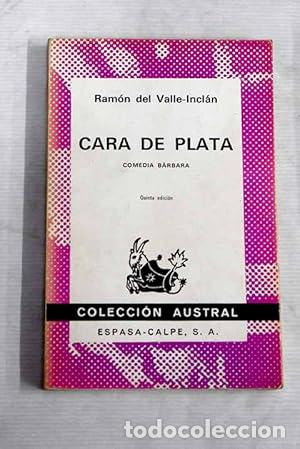 Ramón del Valle-Inclán
CARA DE PLATA
COMEDIA BÁRBARA
Quinta edición
COLECCIÓN AUSTRAL
ESPASA-CALPE, S. A.
todocoleccion